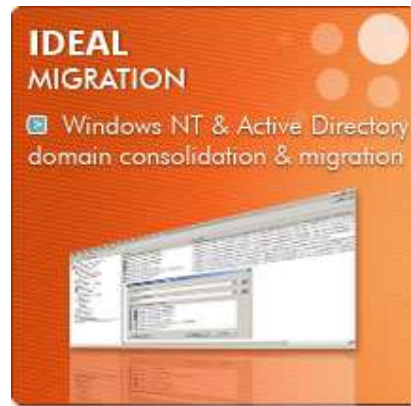 IDEAL
MIGRATION
Windows NT & Active Directory
domain consolidation & migration